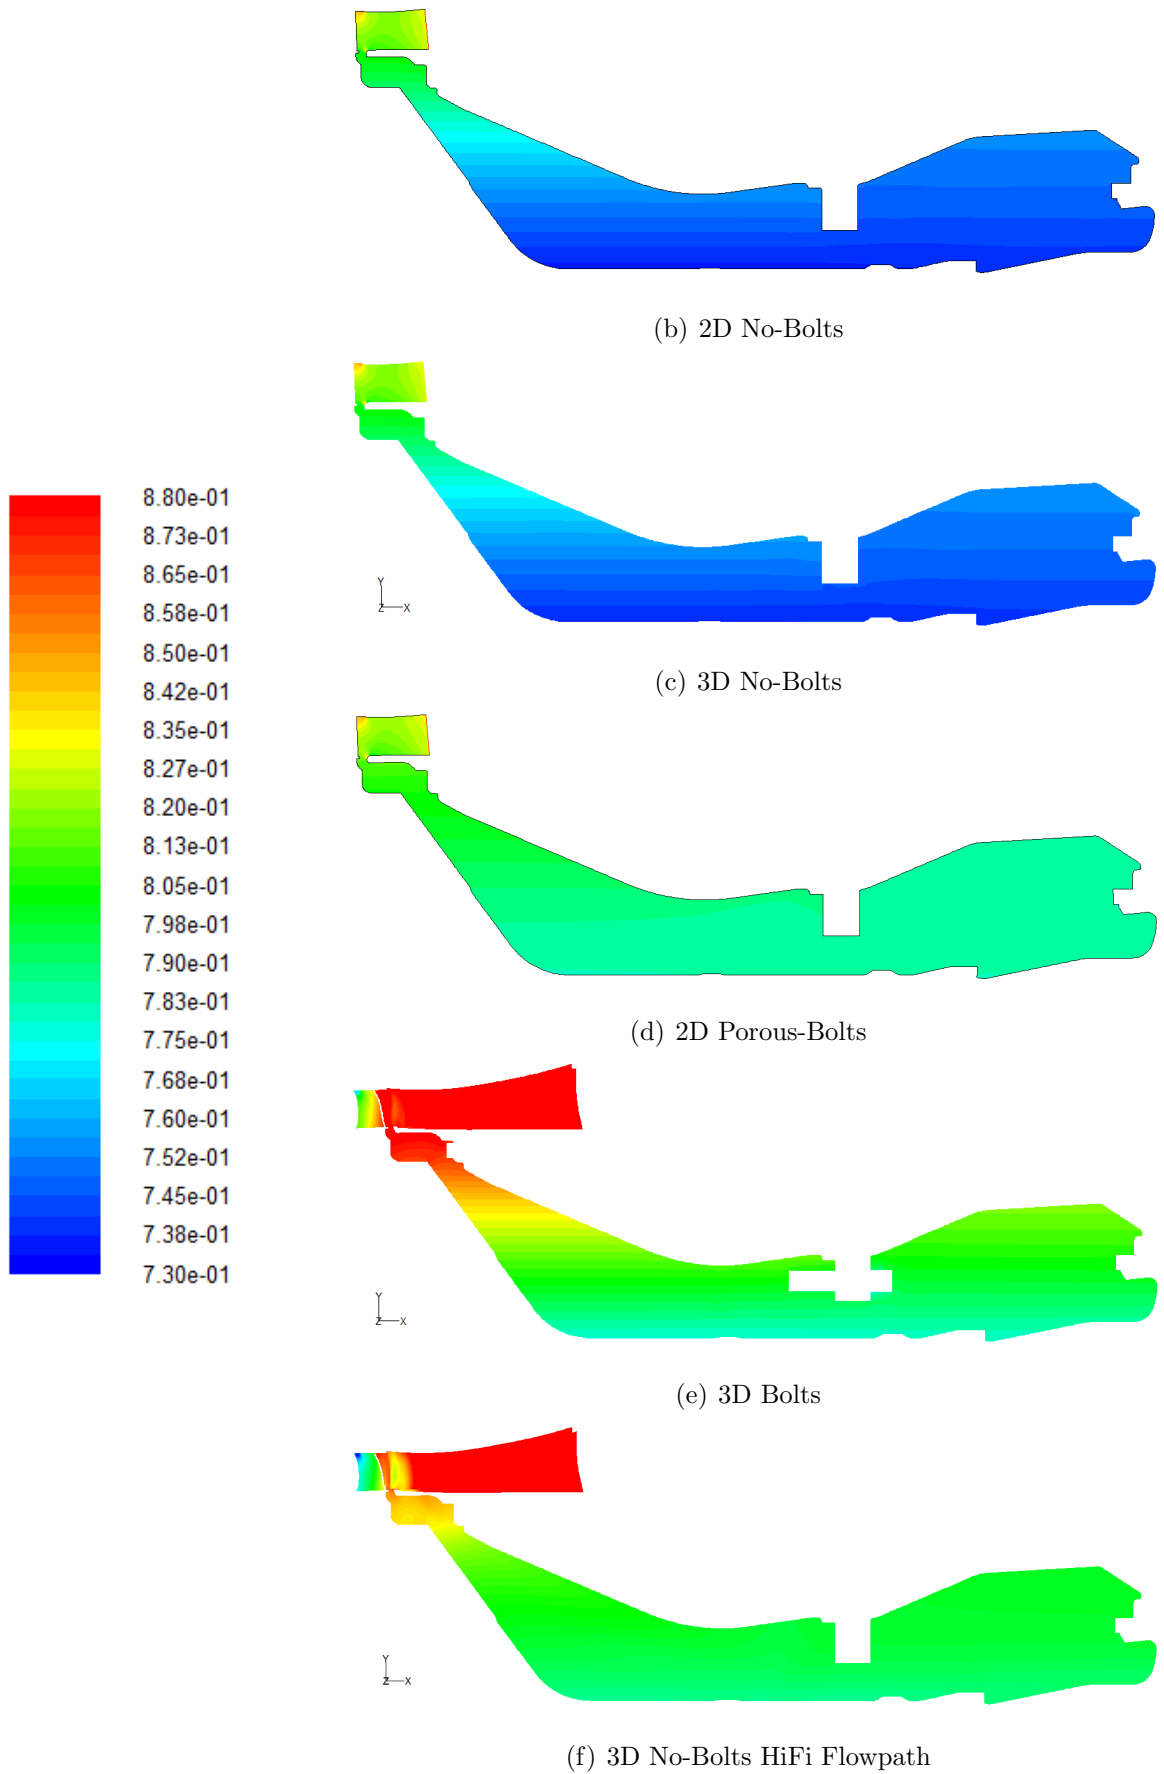 (b) 2D No-Bolts
8.80e-01
8.73e-01
8.65e-01
8.58e-01
8.50e-01
8.42e-01
8.35e-01
8.27e-01
8.20e-01
8.13e-01
8.05e-01
7.98e-01
7.90e-01
7.83e-01
7.75e-01
7.68e-01
7.60e-01
7.52e-01
7.45e-01
7.38e-01
7.30e-01
Y
Z X
(c) 3D No-Bolts
(d) 2D Porous-Bolts
Y
Z X
(e) 3D Bolts
Y
Z X
(f) 3D No-Bolts HiFi Flowpath